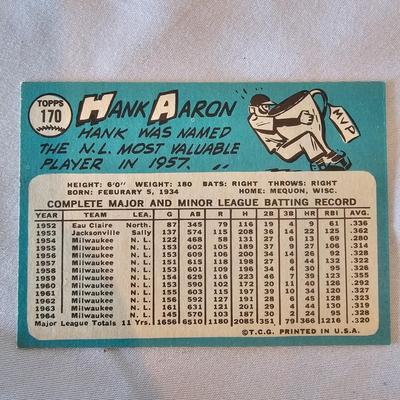 TOPPS
170
HANK AARON
HANK WAS NAMED
THE N.L. MOST VALUABLE
PLAYER IN 1957.
MVP
HEIGHT: 6'0" WEIGHT: 180 BATS: RIGHT THROWS: RIGHT
BORN: FEBURARY 5, 1934 HOME: MEQUON, WISC.
COMPLETE MAJOR AND MINOR LEAGUE BATTING RECORD
YEAR TEAM LEA. G AB R H 2B 3B HR RBI AVG.
1952 Eau Claire North. 87 345 79 116 19 4 9 61 .336
1953 Jacksonville Sally 137 574 115 208 36 14 22 125 .362
1954 Milwaukee N. L. 122 468 58 131 27 6 13 69 .280
1955 Milwaukee N. L. 153 602 105 189 37 9 27 106 .314
1956 Milwaukee N. L. 153 609 106 200 34 14 26 92 .328
1957 Milwaukee N. L. 151 615 118 198 27 6 44 132 .322
1958 Milwaukee N. L. 153 601 109 196 34 4 30 95 .326
1959 Milwaukee N. L. 154 629 116 223 46 7 39 123 .355
1960 Milwaukee N. L. 153 590 102 172 20 11 40 126 .292
1961 Milwaukee N. L. 155 603 115 197 39 10 34 120 .327
1962 Milwaukee N. L. 156 592 127 191 28 6 45 128 .323
1963 Milwaukee N. L. 161 631 121 201 29 4 44 130 .319
1964 Milwaukee N. L. 145 570 103 187 30 2 24 95 .328
Major League Totals 11 Yrs. 1656 6510 1180 2085 351 79 366 1216 .320
©T.C.G. PRINTED IN U.S.A.